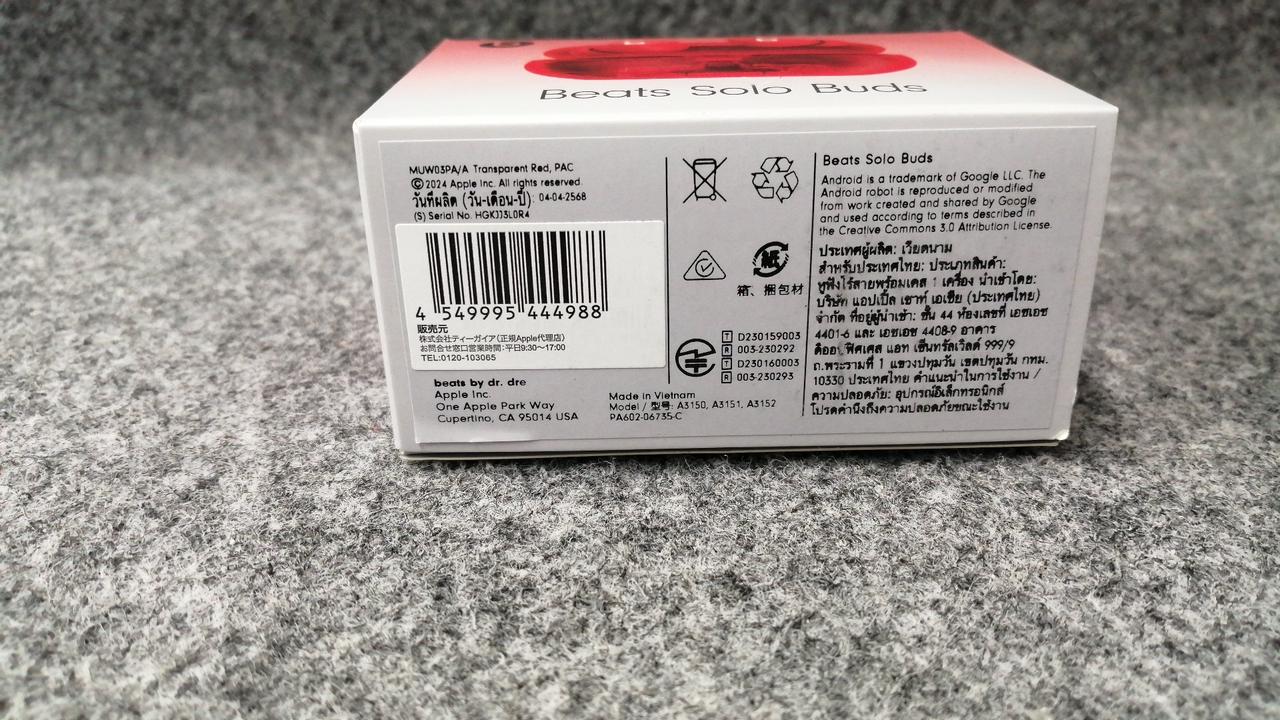 Beats Solo Buds
MUW03PA/A Transparent Red, PAC
©2024 Apple Inc. All rights reserved.
วันที่ผลิต (วัน-เดือน-ปี): 04-04-2568
(S) Serial No. HGKJJ3L0R4
4 549995 444988
販売元
株式会社ティーガイア(正規Apple代理店)
お問合せ窓口営業時間:平日9:30〜17:00
TEL:0120-103065
beats by dr. dre
Apple Inc.
One Apple Park Way
Cupertino, CA 95014 USA
Made in Vietnam
Model / 型号: A3150, A3151, A3152
PA602-06735-C
紙
箱、捆包材
T D230159003
R 003-230292
T D230160003
R 003-230293
Beats Solo Buds
Android is a trademark of Google LLC. The
Android robot is reproduced or modified
from work created and shared by Google
and used according to terms described in
the Creative Commons 3.0 Attribution License.
ประเทศผู้ผลิต: เวียดนาม
สำหรับประเทศไทย: ประเภทสินค้า:
หูฟังไร้สายพร้อมเคส 1 เครื่อง นำเข้าโดย:
บริษัท แอปเปิ้ล เซาท์ เอเชีย (ประเทศไทย)
จำกัด ที่อยู่ผู้นำเข้า: ชั้น 44 ห้องเลขที่ เอชเอช
4401-6 และ เอชเอช 4408-9 อาคาร
ดิออฟฟิศเศส แอท เซ็นทรัลเวิลด์ 999/9
ถ.พระรามที่ 1 แขวงปทุมวัน เขตปทุมวัน กทม.
10330 ประเทศไทย คำแนะนำในการใช้งาน /
ความปลอดภัย: อุปกรณ์อิเล็กทรอนิกส์
โปรดคำนึงถึงความปลอดภัยขณะใช้งาน